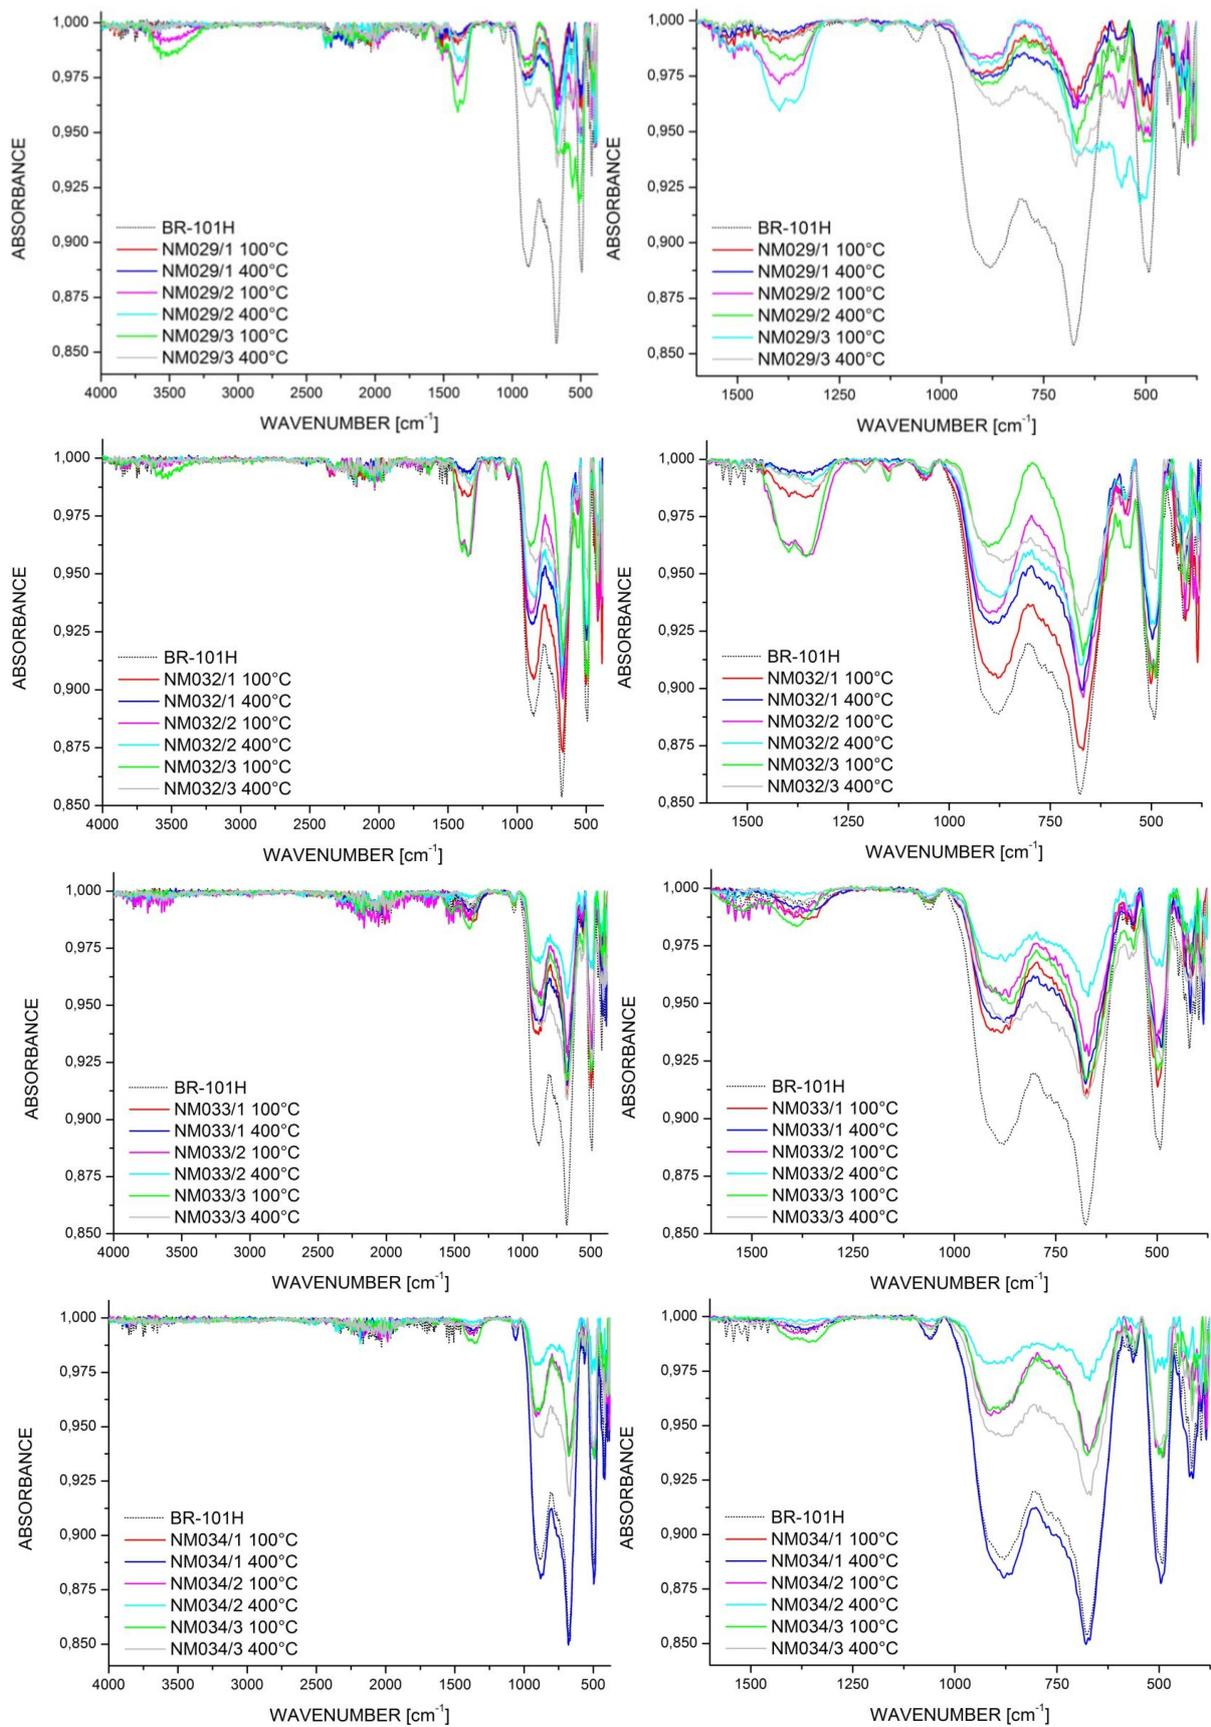 1,000
0,975
0,950
0,925
0,900
0,875
0,850
ABSORBANCE
BR-101H
NM029/1 100°C
NM029/1 400°C
NM029/2 100°C
NM029/2 400°C
NM029/3 100°C
NM029/3 400°C
4000 3500 3000 2500 2000 1500 1000 500
WAVENUMBER [cm⁻¹]
1,000
0,975
0,950
0,925
0,900
0,875
0,850
ABSORBANCE
BR-101H
NM029/1 100°C
NM029/1 400°C
NM029/2 100°C
NM029/2 400°C
NM029/3 100°C
NM029/3 400°C
1500 1250 1000 750 500
WAVENUMBER [cm⁻¹]
1,000
0,975
0,950
0,925
0,900
0,875
0,850
ABSORBANCE
BR-101H
NM032/1 100°C
NM032/1 400°C
NM032/2 100°C
NM032/2 400°C
NM032/3 100°C
NM032/3 400°C
4000 3500 3000 2500 2000 1500 1000 500
WAVENUMBER [cm⁻¹]
1,000
0,975
0,950
0,925
0,900
0,875
0,850
ABSORBANCE
BR-101H
NM032/1 100°C
NM032/1 400°C
NM032/2 100°C
NM032/2 400°C
NM032/3 100°C
NM032/3 400°C
1500 1250 1000 750 500
WAVENUMBER [cm⁻¹]
1,000
0,975
0,950
0,925
0,900
0,875
0,850
ABSORBANCE
BR-101H
NM033/1 100°C
NM033/1 400°C
NM033/2 100°C
NM033/2 400°C
NM033/3 100°C
NM033/3 400°C
4000 3500 3000 2500 2000 1500 1000 500
WAVENUMBER [cm⁻¹]
1,000
0,975
0,950
0,925
0,900
0,875
0,850
ABSORBANCE
BR-101H
NM033/1 100°C
NM033/1 400°C
NM033/2 100°C
NM033/2 400°C
NM033/3 100°C
NM033/3 400°C
1500 1250 1000 750 500
WAVENUMBER [cm⁻¹]
1,000
0,975
0,950
0,925
0,900
0,875
0,850
ABSORBANCE
BR-101H
NM034/1 100°C
NM034/1 400°C
NM034/2 100°C
NM034/2 400°C
NM034/3 100°C
NM034/3 400°C
4000 3500 3000 2500 2000 1500 1000 500
WAVENUMBER [cm⁻¹]
1,000
0,975
0,950
0,925
0,900
0,875
0,850
ABSORBANCE
BR-101H
NM034/1 100°C
NM034/1 400°C
NM034/2 100°C
NM034/2 400°C
NM034/3 100°C
NM034/3 400°C
1500 1250 1000 750 500
WAVENUMBER [cm⁻¹]